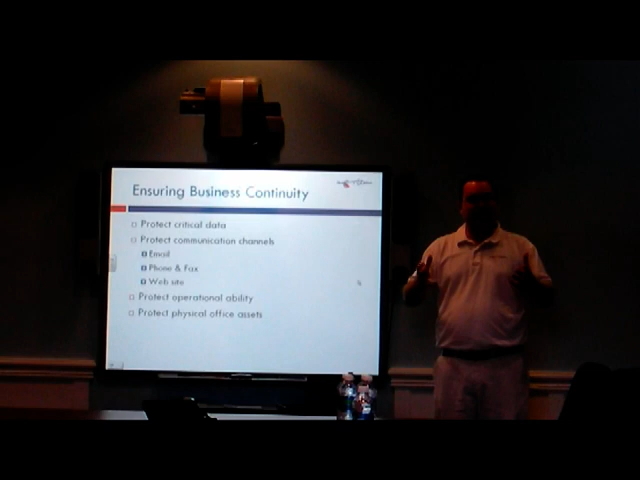 Ensuring Business Continuity
Protect critical data
Protect communication channels
Email
Phone & Fax
Web site
Protect operational ability
Protect physical office assets